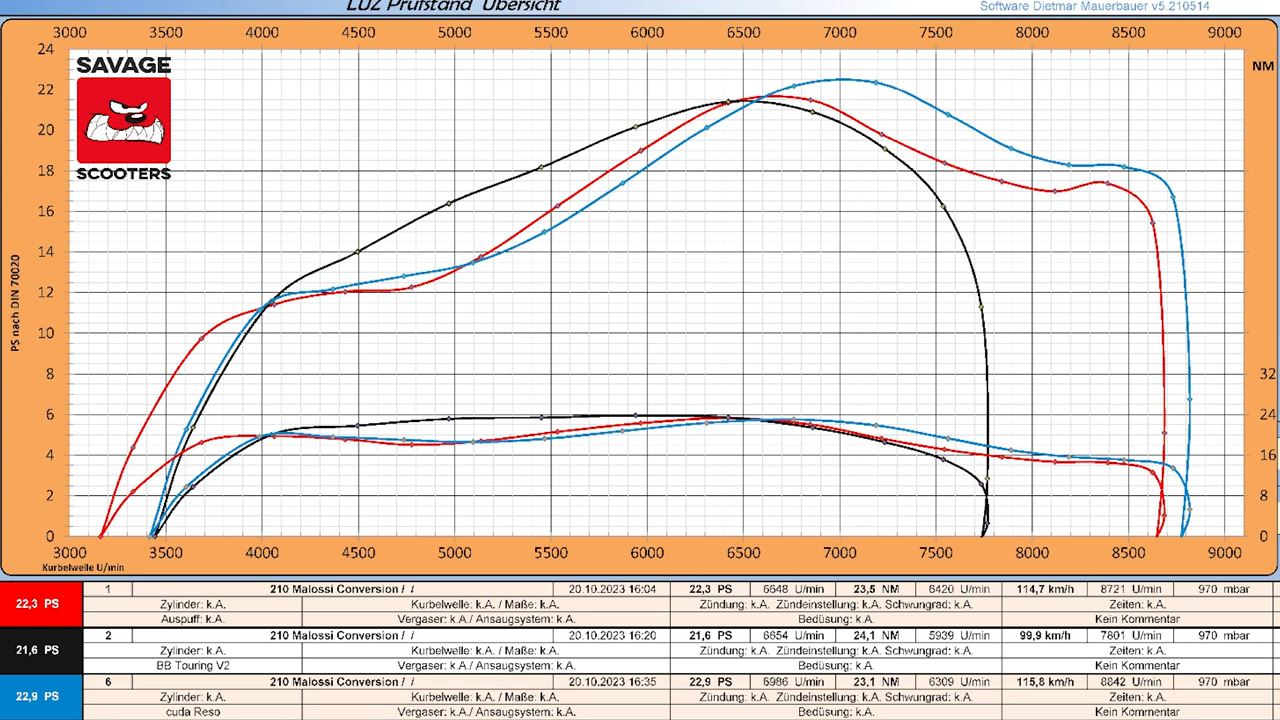 LUZ Prüfstand Übersicht
Software Dietmar Mauerbauer v5.210514
3000 3500 4000 4500 5000 5500 6000 6500 7000 7500 8000 8500 9000
24
NM
SAVAGE
22
20
SCOOTERS
18
16
14
PS nach DIN 70020
12
10
8 32
6 24
4 16
2 8
0 0
3000 3500 4000 4500 5000 5500 6000 6500 7000 7500 8000 8500 9000
Kurbelwelle U/min
22,3 PS
1 210 Malossi Conversion / / 20.10.2023 16:04 22,3 PS 6648 U/min 23,5 NM 6420 U/min 114,7 km/h 8721 U/min 970 mbar
Zylinder: k.A. Kurbelwelle: k.A. / Maße: k.A. Zündung: k.A. Zündeinstellung: k.A. Schwungrad: k.A. Zeiten: k.A.
Auspuff: k.A. Vergaser: k.A./ Ansaugsystem: k.A. Bedüsung: k.A. Kein Kommentar
21,6 PS
2 210 Malossi Conversion / / 20.10.2023 16:20 21,6 PS 6654 U/min 24,1 NM 5939 U/min 99,9 km/h 7801 U/min 970 mbar
Zylinder: k.A. Kurbelwelle: k.A. / Maße: k.A. Zündung: k.A. Zündeinstellung: k.A. Schwungrad: k.A. Zeiten: k.A.
BB Touring V2 Vergaser: k.A./ Ansaugsystem: k.A. Bedüsung: k.A. Kein Kommentar
22,9 PS
6 210 Malossi Conversion / / 20.10.2023 16:35 22,9 PS 6986 U/min 23,1 NM 6309 U/min 115,8 km/h 8842 U/min 970 mbar
Zylinder: k.A. Kurbelwelle: k.A. / Maße: k.A. Zündung: k.A. Zündeinstellung: k.A. Schwungrad: k.A. Zeiten: k.A.
cuda Reso Vergaser: k.A./ Ansaugsystem: k.A. Bedüsung: k.A. Kein Kommentar